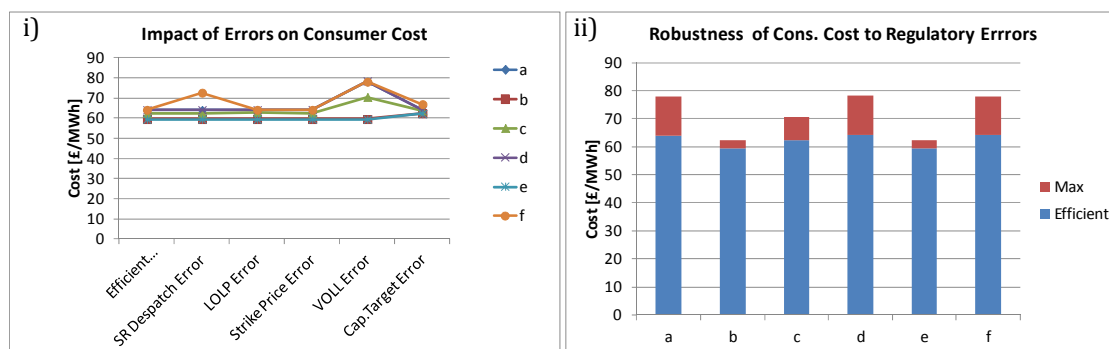 i)
Impact of Errors on Consumer Cost
90
80
70
60
50
40
30
20
10
0
Cost [£/MWh]
Efficient...
SR Despatch Error
LOLP Error
Strike Price Error
VOLL Error
Cap.Target Error
a
b
c
d
e
f
ii)
Robustness of Cons. Cost to Regulatory Errrors
90
80
70
60
50
40
30
20
10
0
Cost [£/MWh]
a
b
c
d
e
f
Max
Efficient